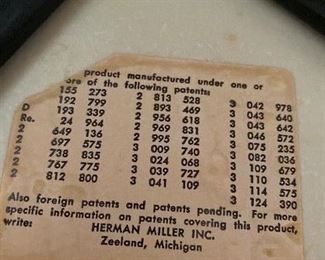 product manufactured under one or
ore of the following patents:
155 273 2 813 528 3 042 978
D 192 799 2 893 469 3 043 640
D 193 339 2 956 618 3 043 642
Re. 24 964 2 969 831 3 046 572
2 649 136 2 995 762 3 075 235
2 697 575 3 009 740 3 082 036
2 738 835 3 024 068 3 109 679
2 767 757 3 039 727 3 110 534
2 812 800 3 041 109 3 114 575
3 124 390
Also foreign patents and patents pending. For more
specific information on patents covering this product,
write: HERMAN MILLER INC.
Zeeland, Michigan